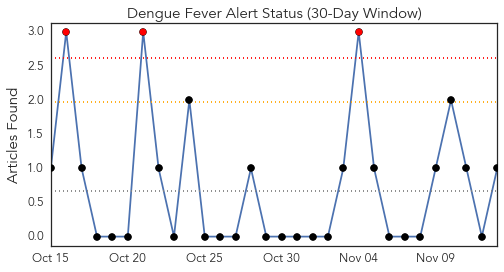 Dengue Fever Alert Status (30-Day Window)
Articles Found
3.0
2.5
2.0
1.5
1.0
0.5
0.0
Oct 15 Oct 20 Oct 25 Oct 30 Nov 04 Nov 09